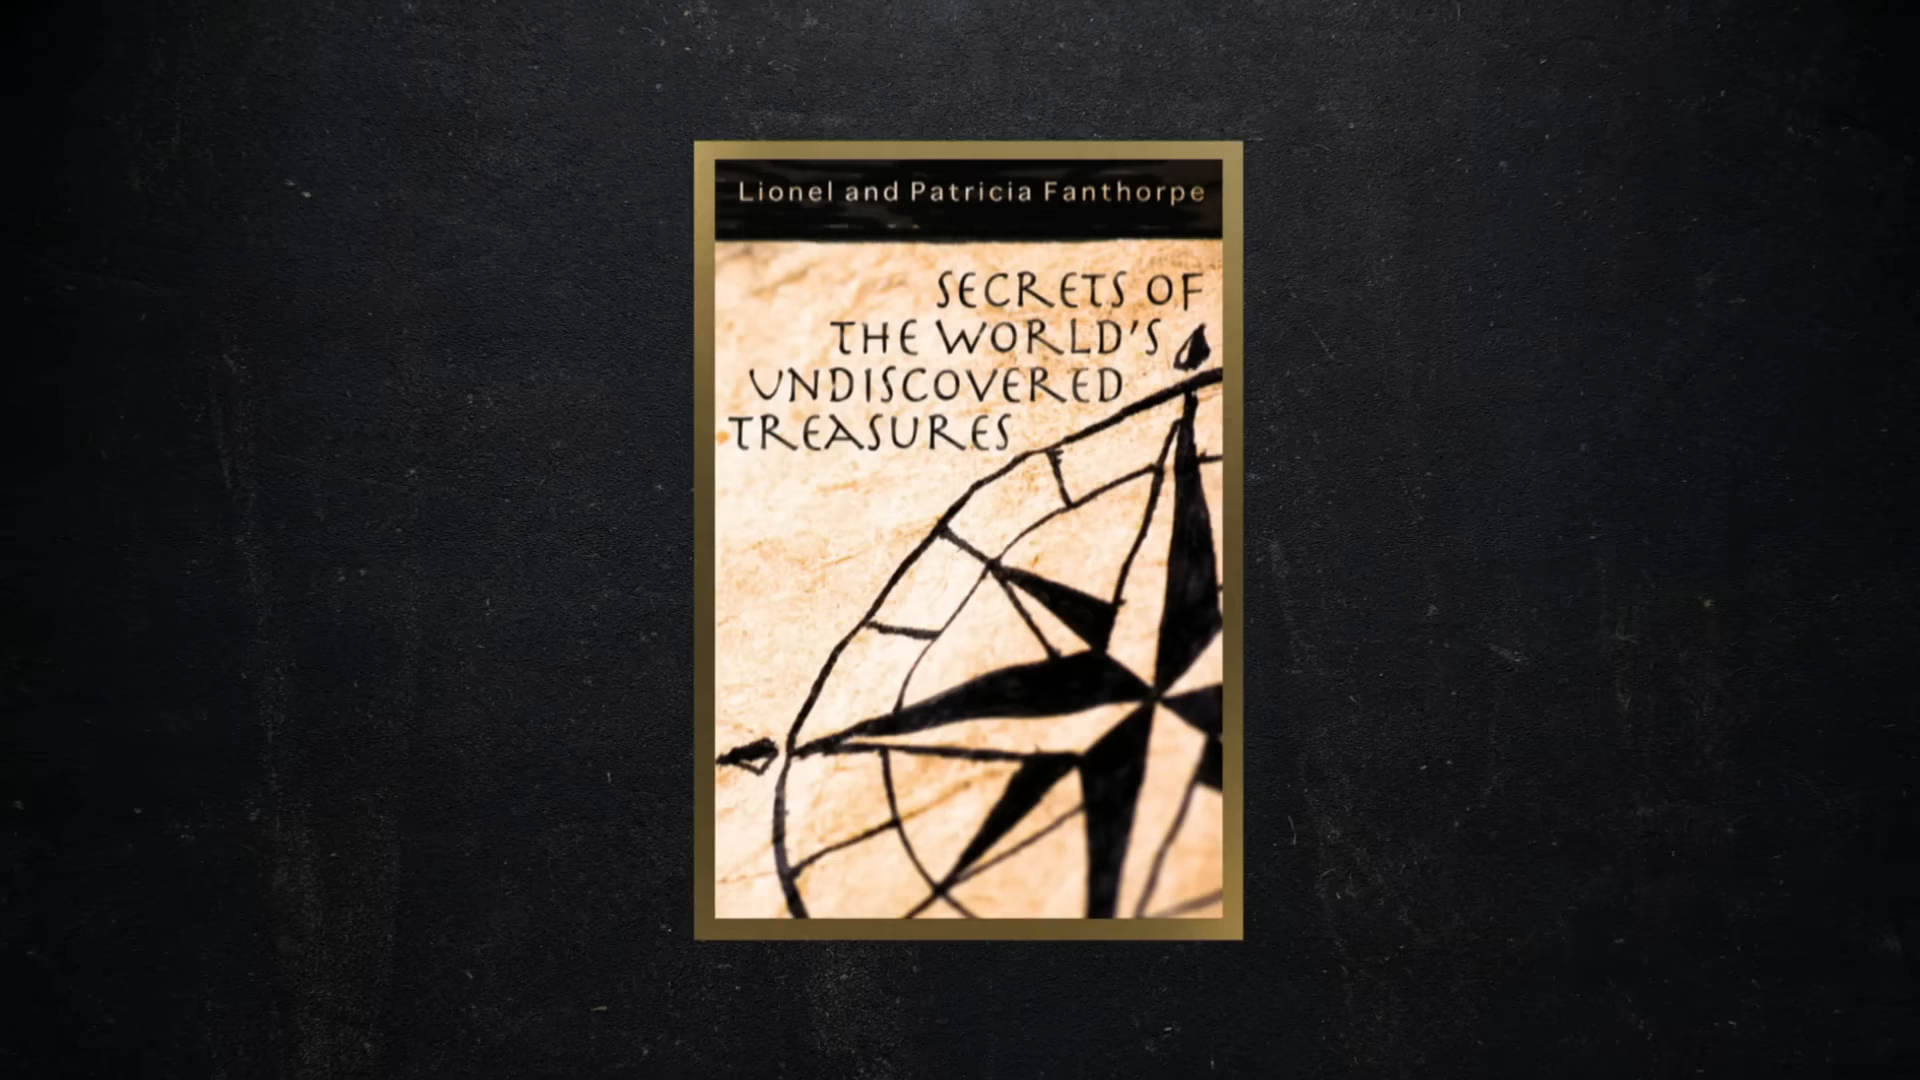 Lionel and Patricia Fanthorpe
SECRETS OF
THE WORLD'S
UNDISCOVERED
TREASURES